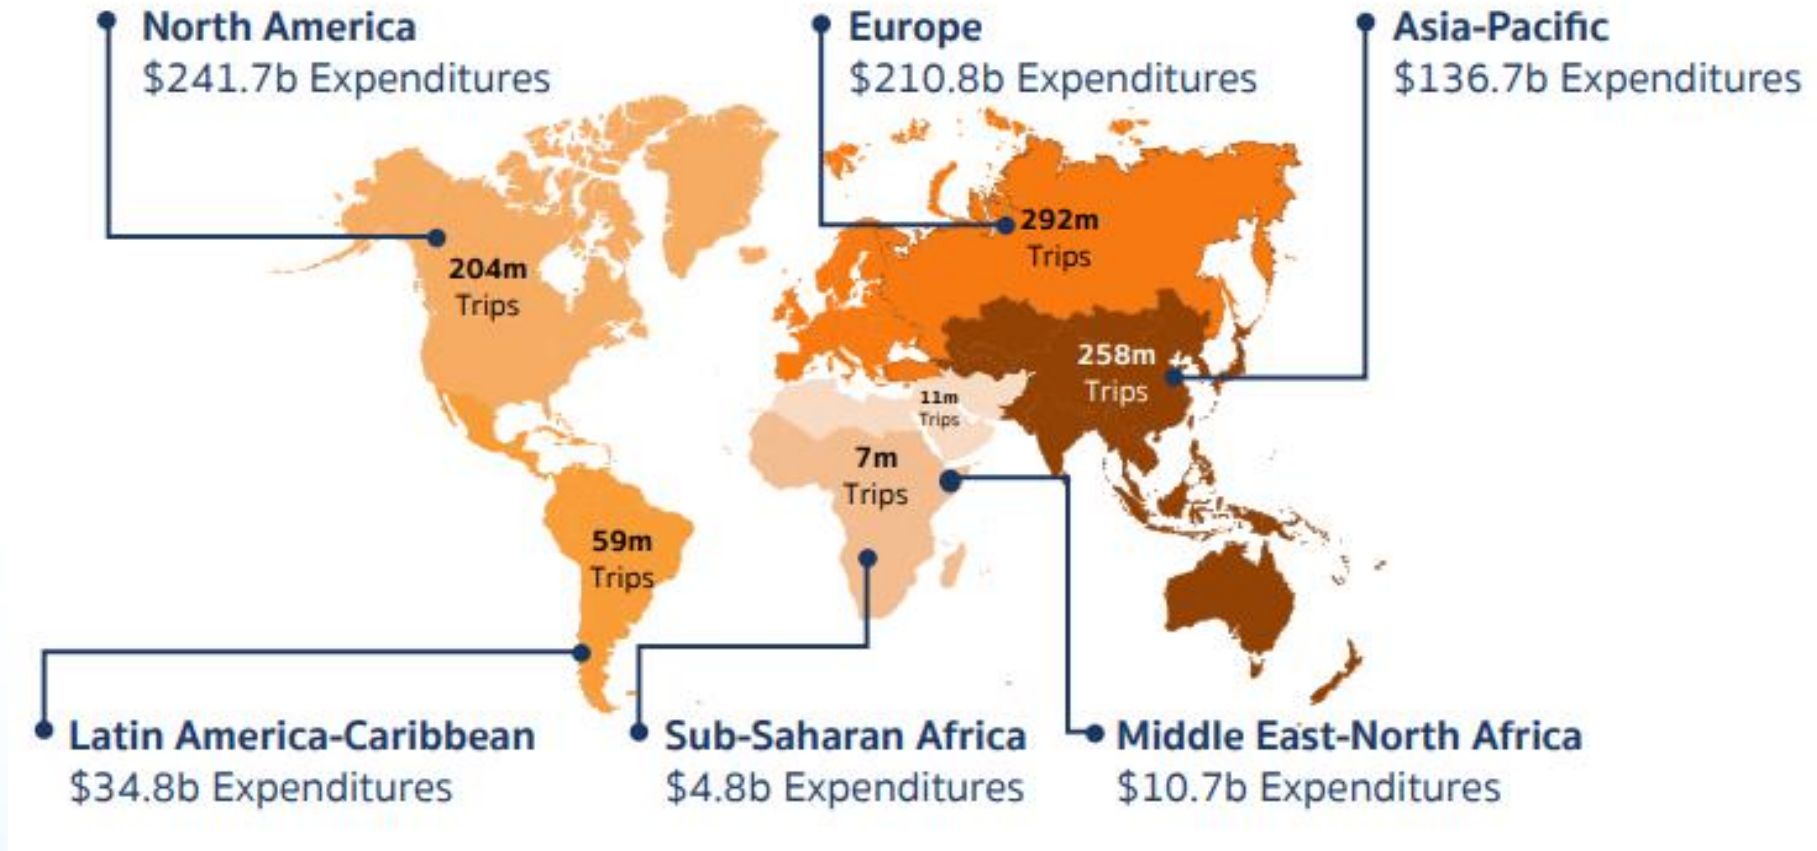 North America
$241.7b Expenditures
Europe
$210.8b Expenditures
Asia-Pacific
$136.7b Expenditures
204m
Trips
292m
Trips
258m
Trips
11m
Trips
7m
Trips
59m
Trips
Latin America-Caribbean
$34.8b Expenditures
Sub-Saharan Africa
$4.8b Expenditures
Middle East-North Africa
$10.7b Expenditures